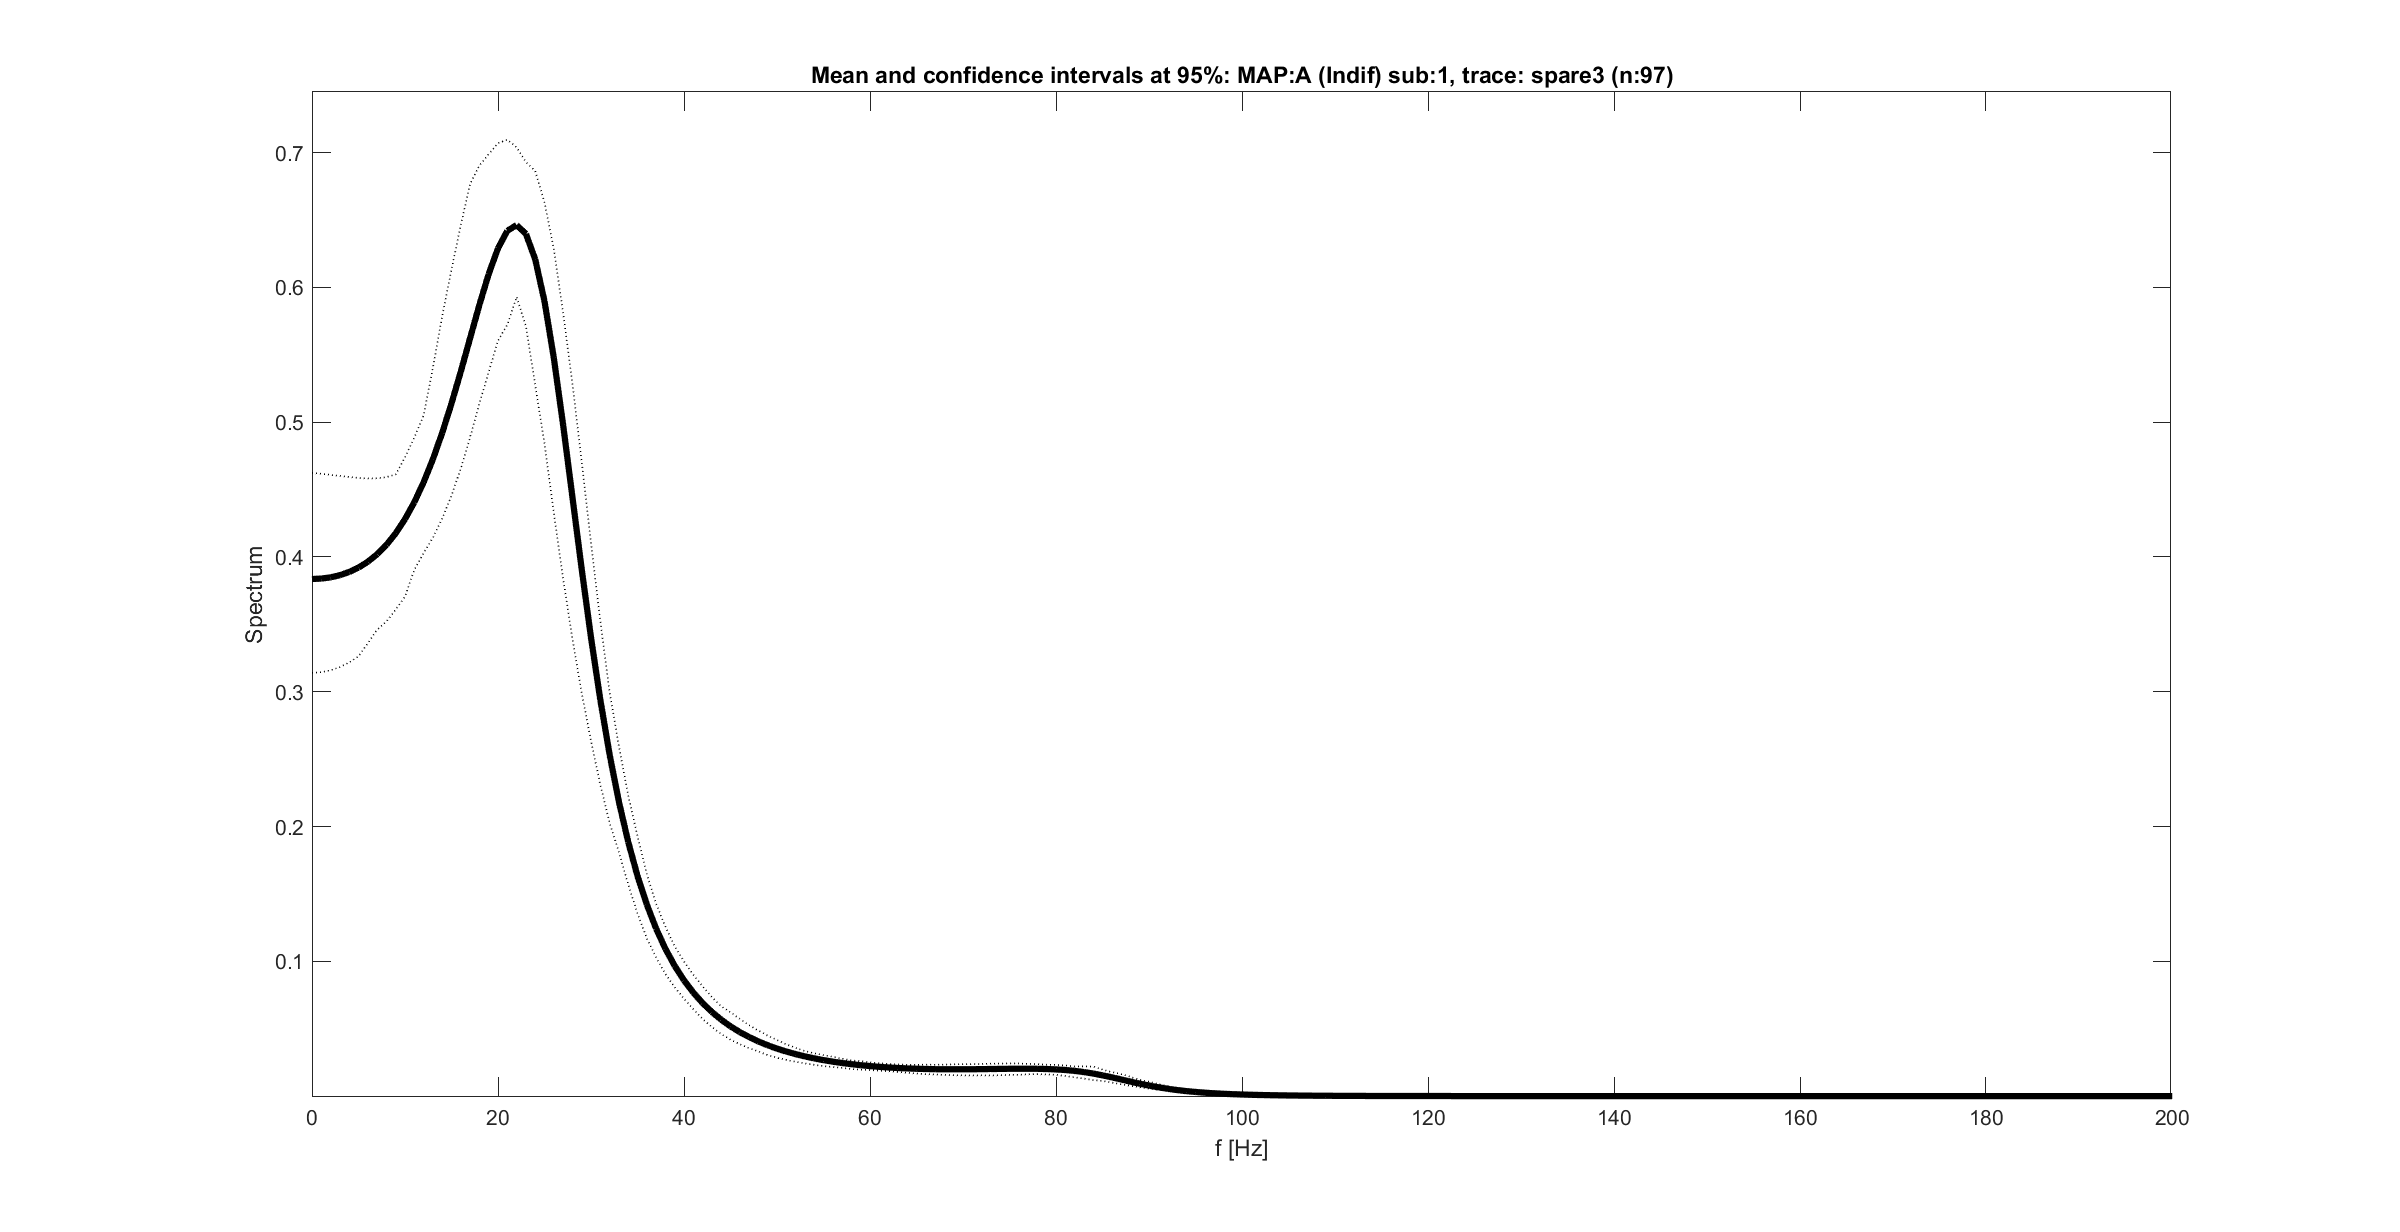 Mean and confidence intervals at 95%: MAP:A (Indif) sub:1, trace: spare3 (n:97)
0.7
0.6
0.5
0.4
0.3
0.2
0.1
Spectrum
0 20 40 60 80 100 120 140 160 180 200
f [Hz]